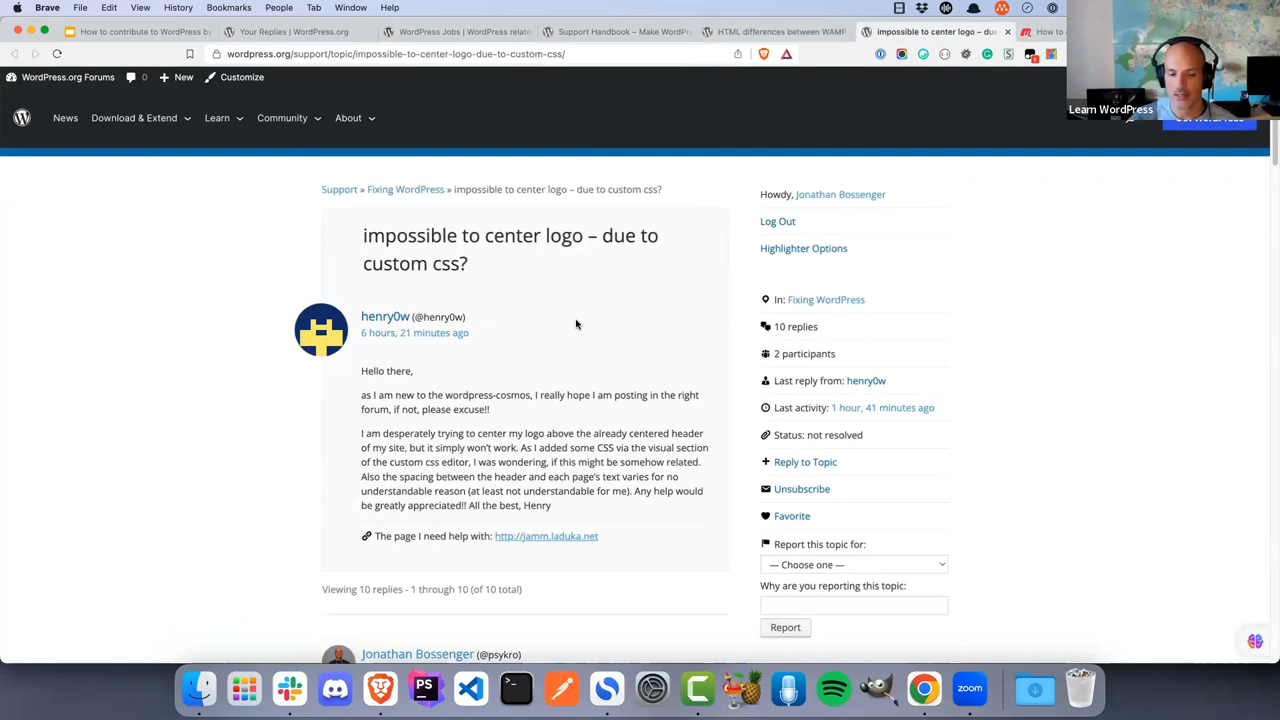 Brave File Edit View History Bookmarks People Tab Window Help
How to contribute to WordPress by
Your Replies | WordPress.org
WordPress Jobs | WordPress relate
Support Handbook – Make WordPr
HTML differences between WAMP
impossible to center logo – due to
How to c
wordpress.org/support/topic/impossible-to-center-logo-due-to-custom-css/
WordPress.org Forums 0 New Customize
News Download & Extend Learn Community About
Learn WordPress
Support » Fixing WordPress » impossible to center logo – due to custom css?
impossible to center logo – due to
custom css?
henry0w (@henry0w)
6 hours, 21 minutes ago
Hello there,
as I am new to the wordpress-cosmos, I really hope I am posting in the right
forum, if not, please excuse!!
I am desperately trying to center my logo above the already centered header
of my site, but it simply won't work. As I added some CSS via the visual section
of the custom css editor, I was wondering, if this might be somehow related.
Also the spacing between the header and each page's text varies for no
understandable reason (at least not understandable for me). Any help would
be greatly appreciated!! All the best, Henry
The page I need help with: http://jamm.laduka.net
Viewing 10 replies - 1 through 10 (of 10 total)
Jonathan Bossenger (@psykro)
Howdy, Jonathan Bossenger
Log Out
Highlighter Options
In: Fixing WordPress
10 replies
2 participants
Last reply from: henry0w
Last activity: 1 hour, 41 minutes ago
Status: not resolved
Reply to Topic
Unsubscribe
Favorite
Report this topic for:
— Choose one —
Why are you reporting this topic:
Report
PS
zoom